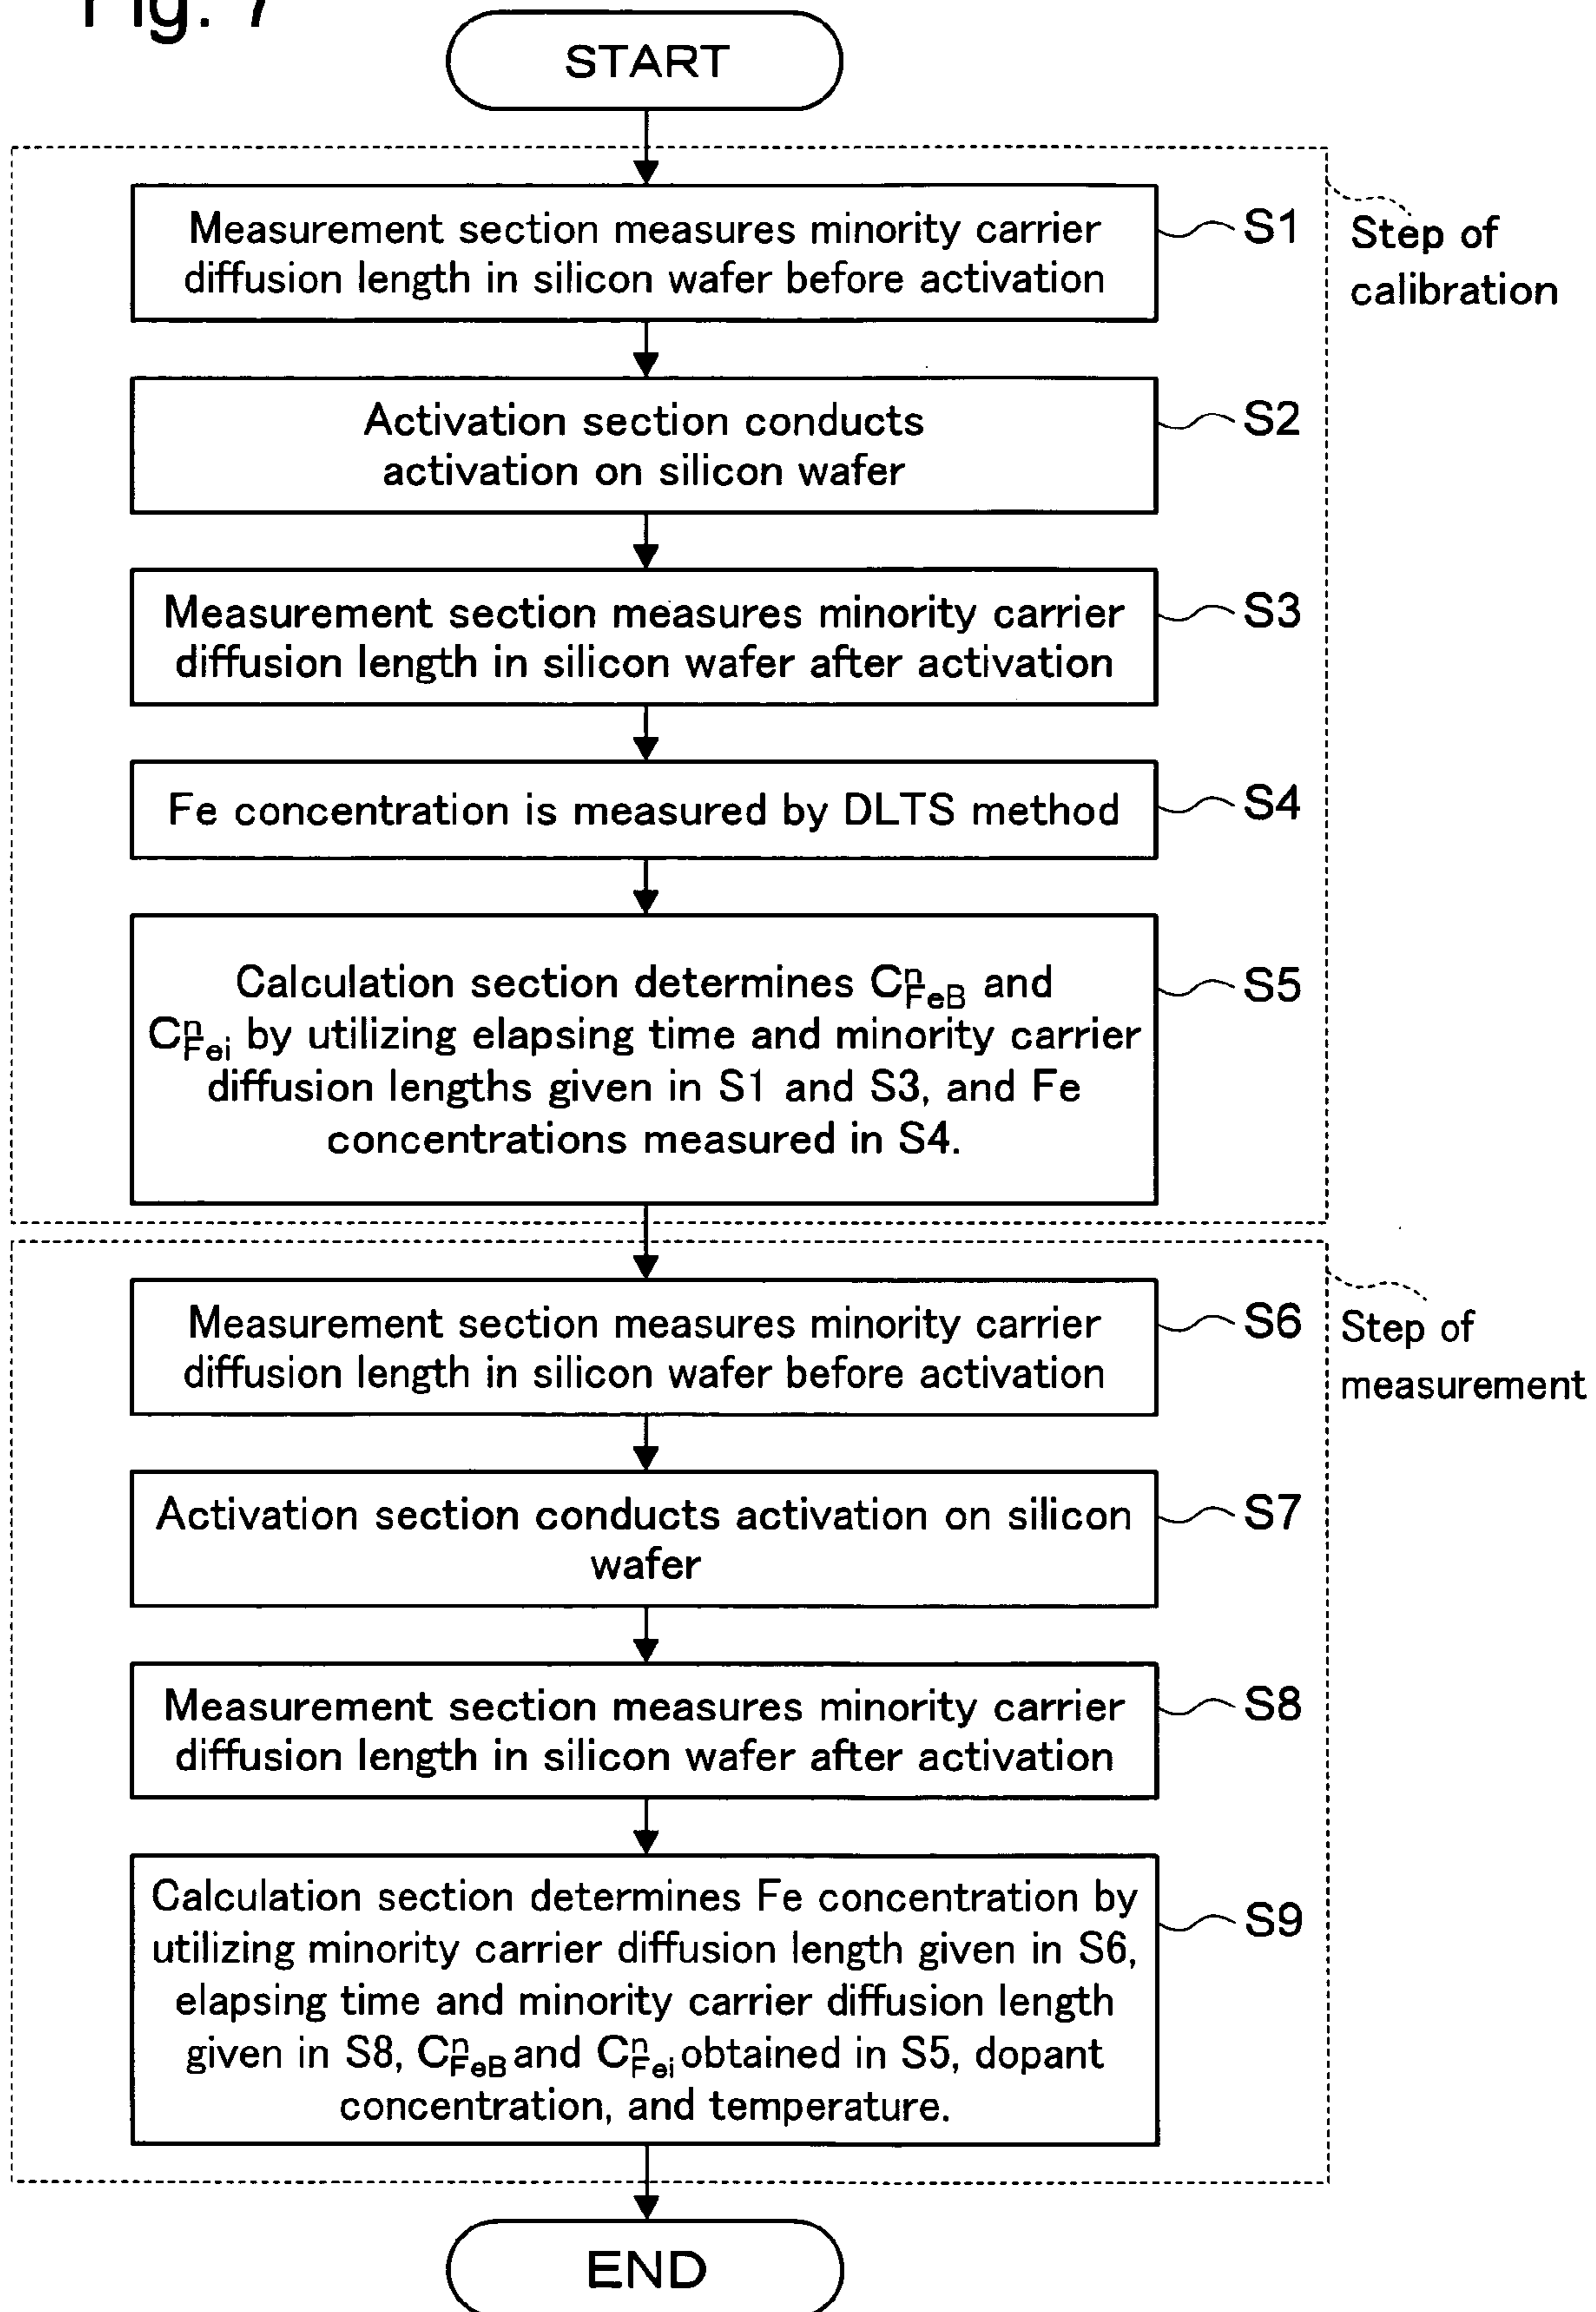 Fig. 7
START
Measurement section measures minority carrier
diffusion length in silicon wafer before activation
S1
Step of
calibration
Activation section conducts
activation on silicon wafer
S2
Measurement section measures minority carrier
diffusion length in silicon wafer after activation
S3
Fe concentration is measured by DLTS method
S4
Calculation section determines C^n_FeB and
C^n_Fei by utilizing elapsing time and minority carrier
diffusion lengths given in S1 and S3, and Fe
concentrations measured in S4.
S5
Measurement section measures minority carrier
diffusion length in silicon wafer before activation
S6
Step of
measurement
Activation section conducts activation on silicon
wafer
S7
Measurement section measures minority carrier
diffusion length in silicon wafer after activation
S8
Calculation section determines Fe concentration by
utilizing minority carrier diffusion length given in S6,
elapsing time and minority carrier diffusion length
given in S8, C^n_FeB and C^n_Fei obtained in S5, dopant
concentration, and temperature.
S9
END